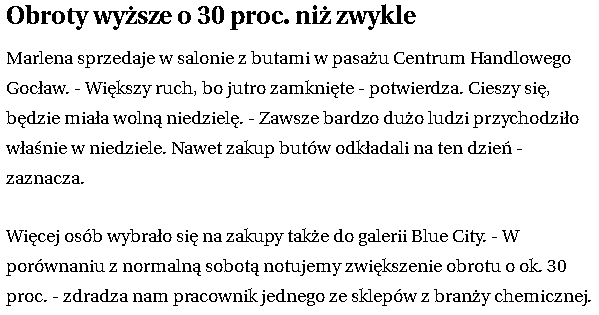 Obroty wyższe o 30 proc. niż zwykle
Marlena sprzedaje w salonie z butami w pasażu Centrum Handlowego
Gocław. - Większy ruch, bo jutro zamknięte - potwierdza. Cieszy się,
będzie miała wolną niedzielę. - Zawsze bardzo dużo ludzi przychodziło
właśnie w niedziele. Nawet zakup butów odkładali na ten dzień -
zaznacza.
Więcej osób wybrało się na zakupy także do galerii Blue City. - W
porównaniu z normalną sobotą notujemy zwiększenie obrotu o ok. 30
proc. - zdradza nam pracownik jednego ze sklepów z branży chemicznej.